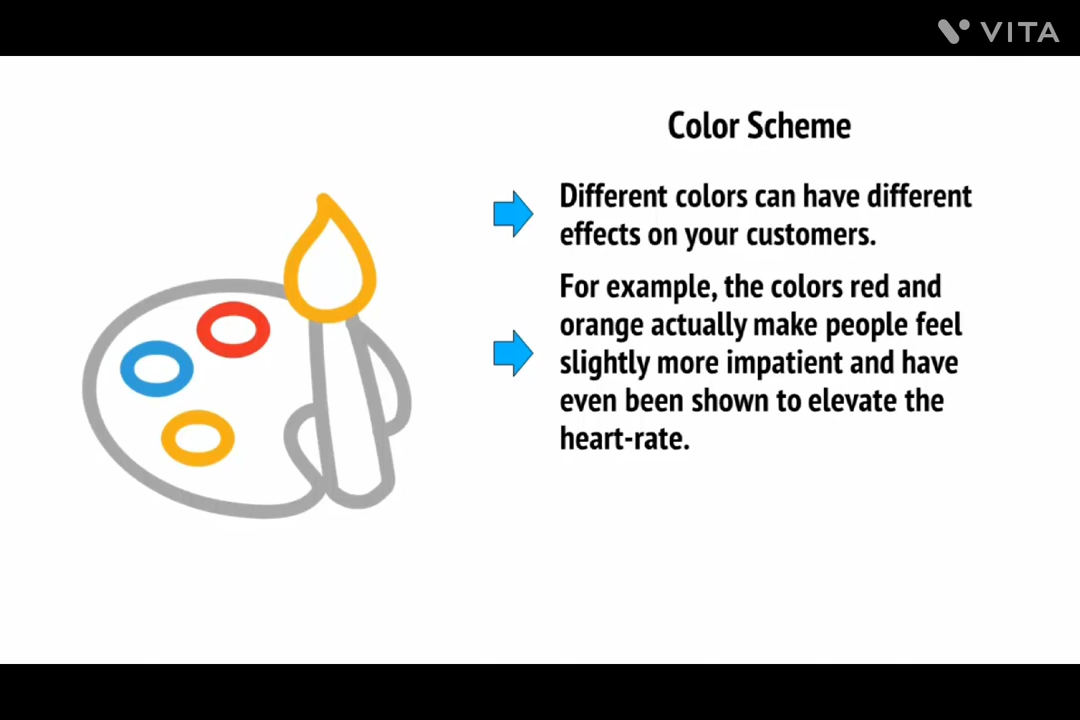 VITA
Color Scheme
Different colors can have different
effects on your customers.
For example, the colors red and
orange actually make people feel
slightly more impatient and have
even been shown to elevate the
heart-rate.